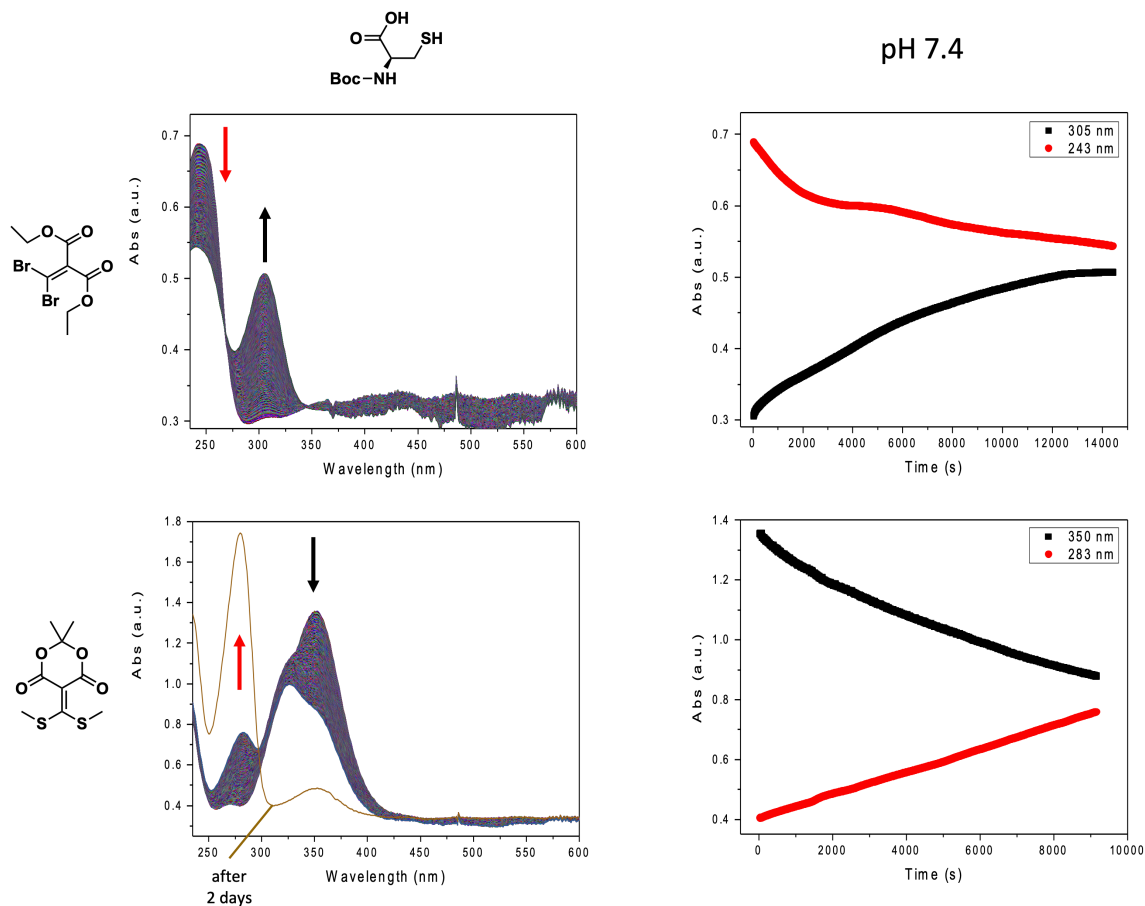 OH
O
SH
Boc–NH
pH 7.4
0.7
0.6
0.5
0.4
0.3
Abs (a.u.)
250 300 350 400 450 500 550 600
Wavelength (nm)
O
O
Br
O
Br
O
0.7
0.6
0.5
0.4
0.3
Abs (a.u.)
305 nm
243 nm
0 2000 4000 6000 8000 10000 12000 14000
Time (s)
1.8
1.6
1.4
1.2
1.0
0.8
0.6
0.4
Abs (a.u.)
250 300 350 400 450 500 550 600
Wavelength (nm)
after
2 days
O O
O O
S S
1.4
1.2
1.0
0.8
0.6
0.4
Abs (a.u.)
350 nm
283 nm
0 2000 4000 6000 8000 10000
Time (s)